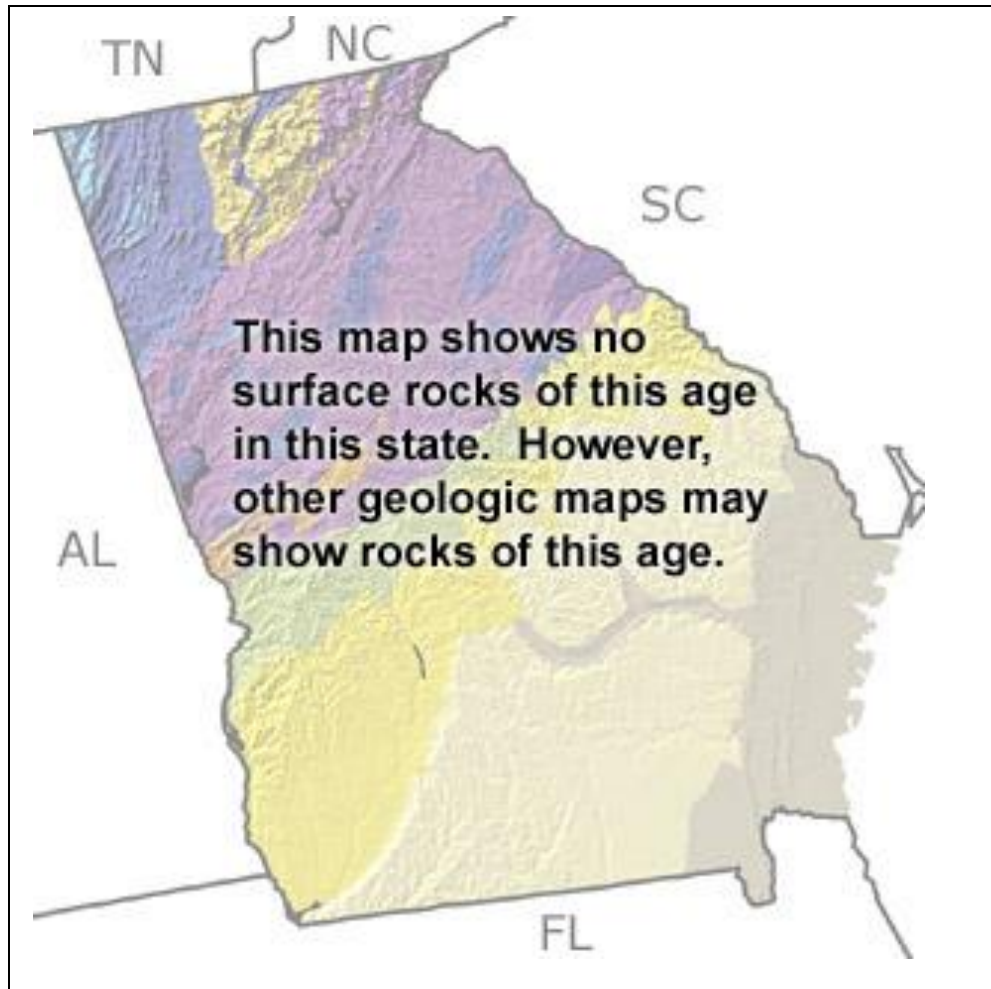 TN
NC
SC
This map shows no
surface rocks of this age
in this state. However,
other geologic maps may
show rocks of this age.
AL
FL